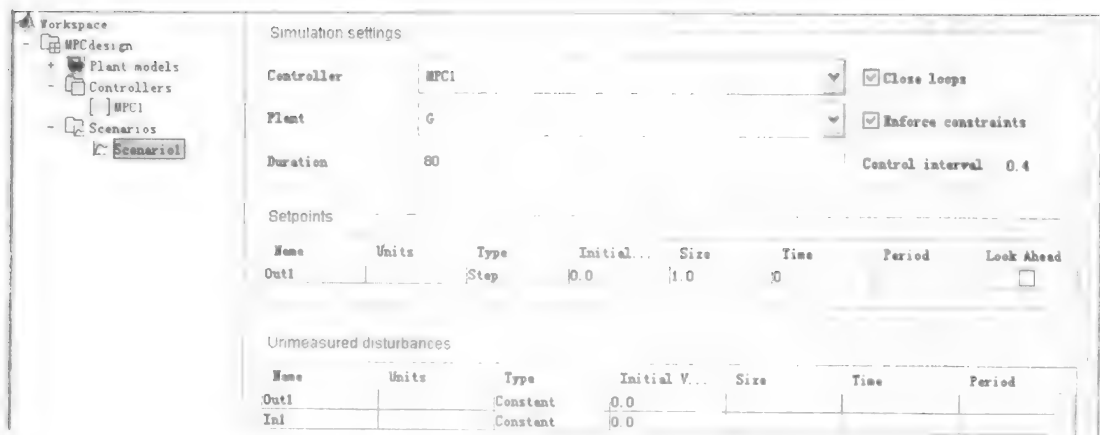 Workspace
- MPCdesign
+ Plant models
- Controllers
[ ] MPC1
- Scenarios
Scenario1
Simulation settings
Controller MPC1 Close loops
Plant G Enforce constraints
Duration 80 Control interval 0.4
Setpoints
Name Units Type Initial... Size Time Period Look Ahead
Out1 Step 0.0 1.0 0
Unmeasured disturbances
Name Units Type Initial V... Size Time Period
Out1 Constant 0.0
In1 Constant 0.0